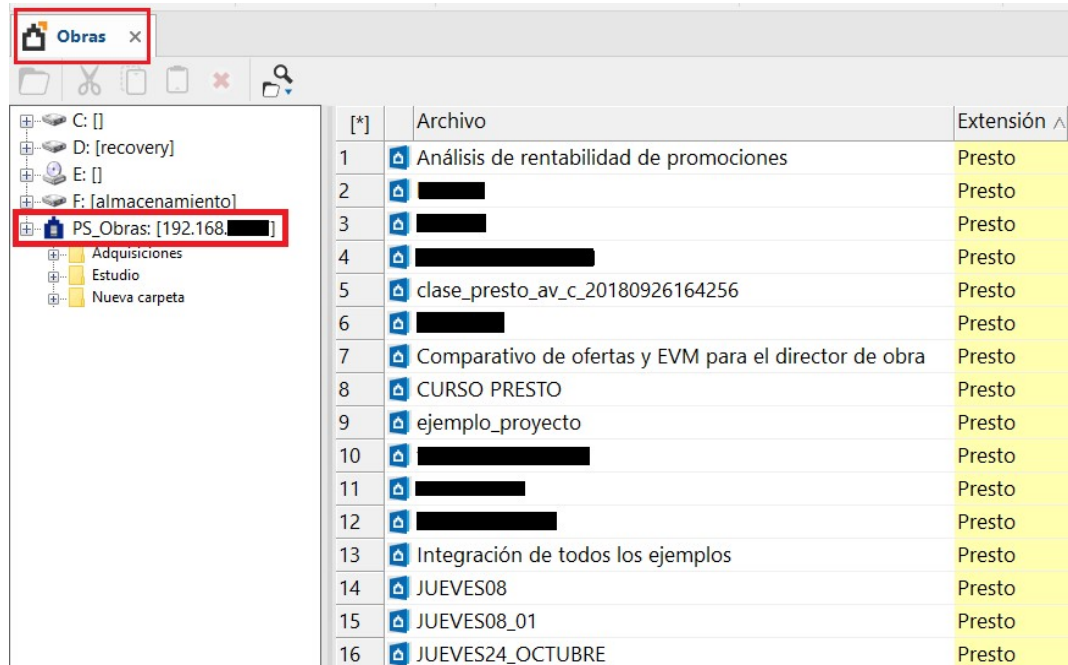 Obras ×
C: []
D: [recovery]
E: []
F: [almacenamiento]
PS_Obras: [192.168. ]
Adquisiciones
Estudio
Nueva carpeta
[*] Archivo Extensión
1 Análisis de rentabilidad de promociones Presto
2 Presto
3 Presto
4 Presto
5 clase_presto_av_c_20180926164256 Presto
6 Presto
7 Comparativo de ofertas y EVM para el director de obra Presto
8 CURSO PRESTO Presto
9 ejemplo_proyecto Presto
10 Presto
11 Presto
12 Presto
13 Integración de todos los ejemplos Presto
14 JUEVES08 Presto
15 JUEVES08_01 Presto
16 JUEVES24_OCTUBRE Presto